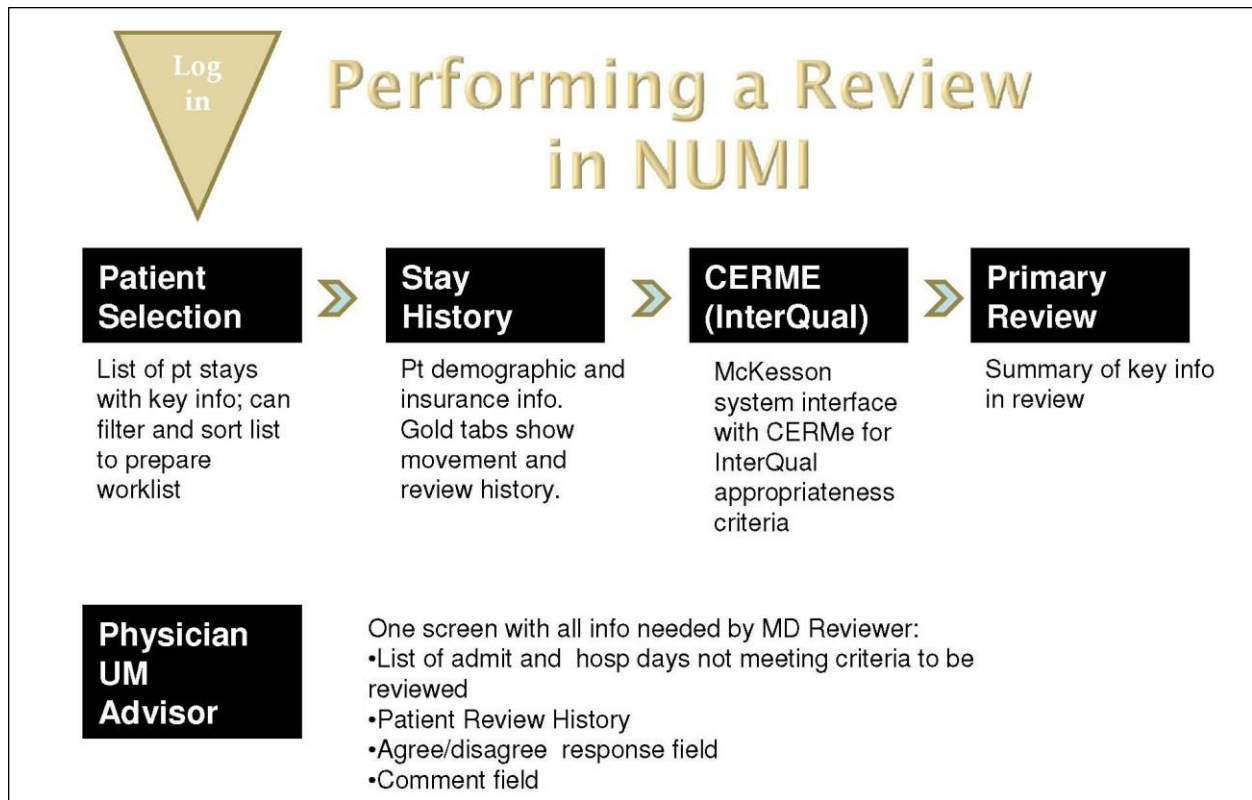 Log
in
Performing a Review
in NUMI
Patient
Selection
List of pt stays
with key info; can
filter and sort list
to prepare
worklist
Stay
History
Pt demographic and
insurance info.
Gold tabs show
movement and
review history.
CERME
(InterQual)
McKesson
system interface
with CERMe for
InterQual
appropriateness
criteria
Primary
Review
Summary of key info
in review
Physician
UM
Advisor
One screen with all info needed by MD Reviewer:
•List of admit and  hosp days not meeting criteria to be
reviewed
•Patient Review History
•Agree/disagree  response field
•Comment field